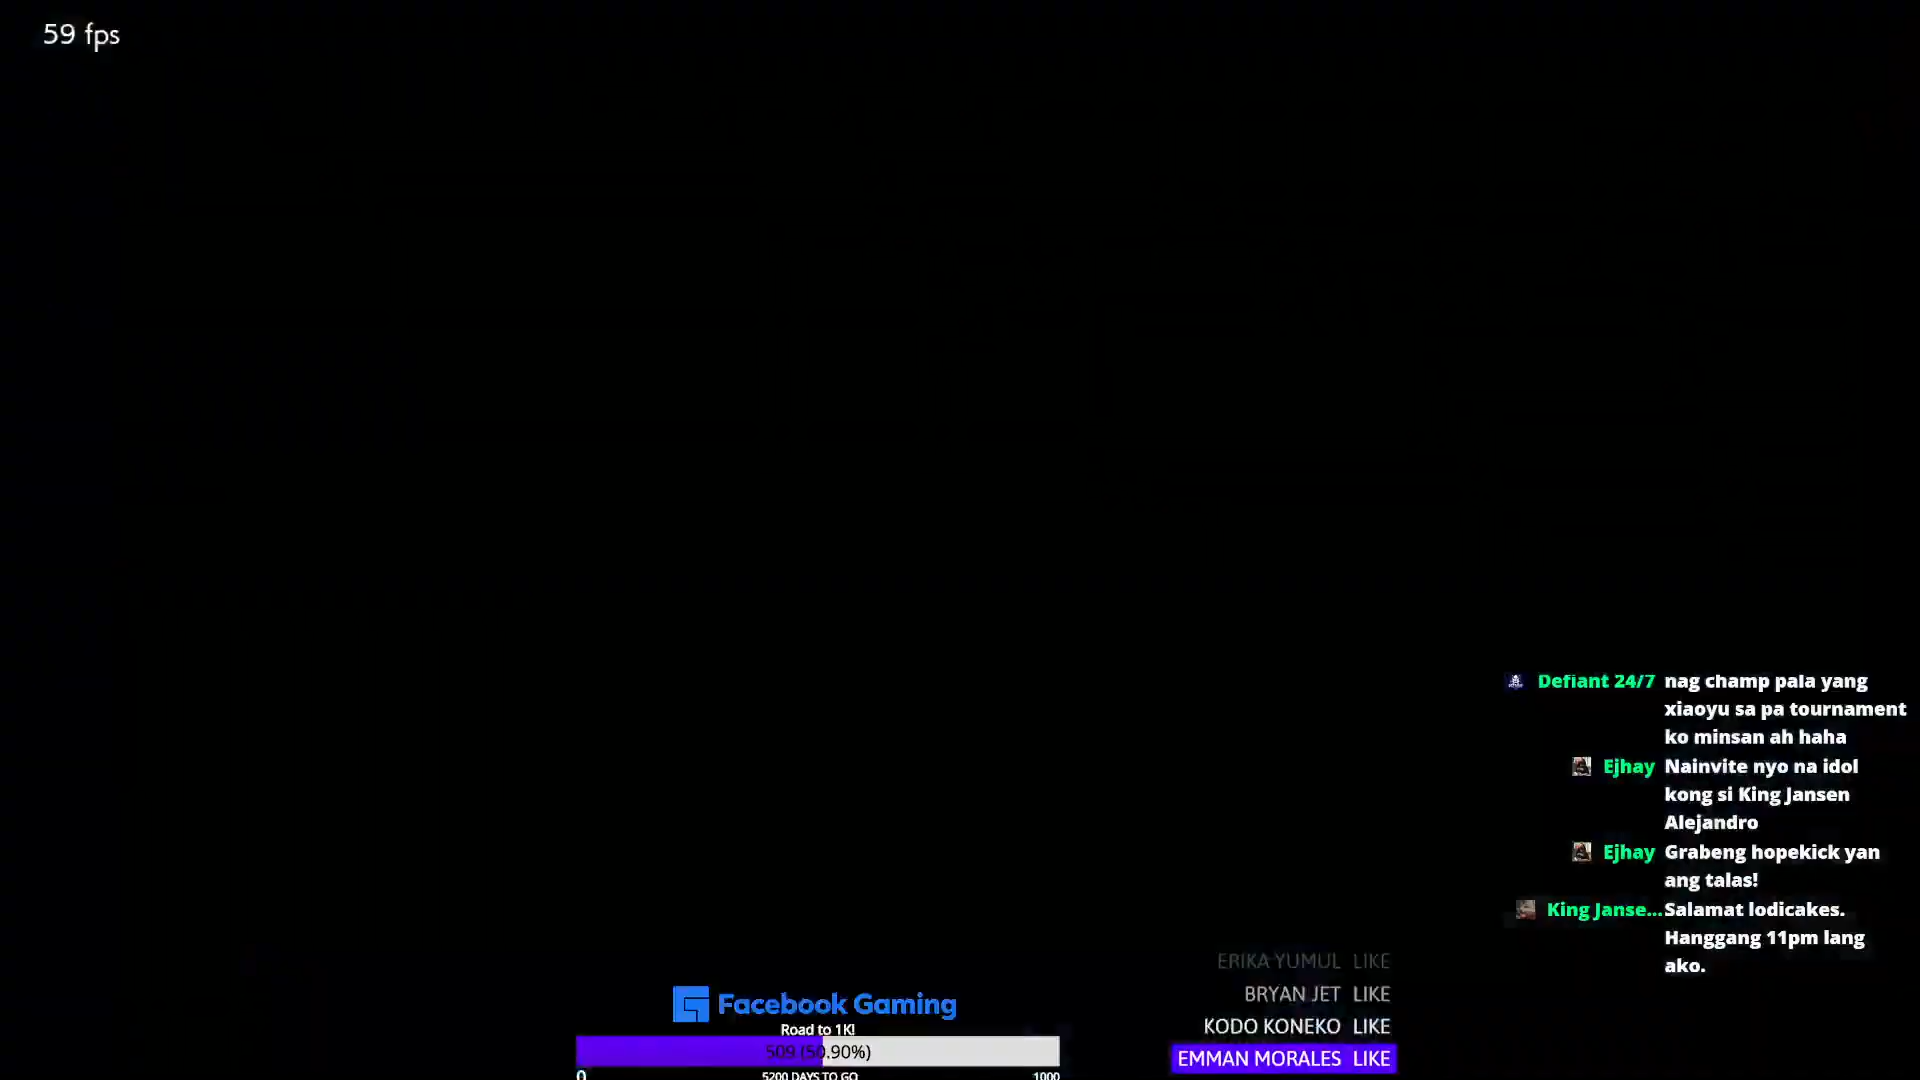 59 fps
Defiant 24/7 nag champ pala yang
xiaoyu sa pa tournament
ko minsan ah haha
Ejhay Nainvite nyo na idol
kong si King Jansen
Alejandro
Ejhay Grabeng hopekick yan
ang talas!
King Janse... Salamat lodicakes.
Hanggang 11pm lang
ako.
ERIKA YUMUL LIKE
BRYAN JET LIKE
KODO KONEKO LIKE
EMMAN MORALES LIKE
Facebook Gaming
Road to 1K!
509 (50.90%)
0 5200 DAYS TO GO 1000